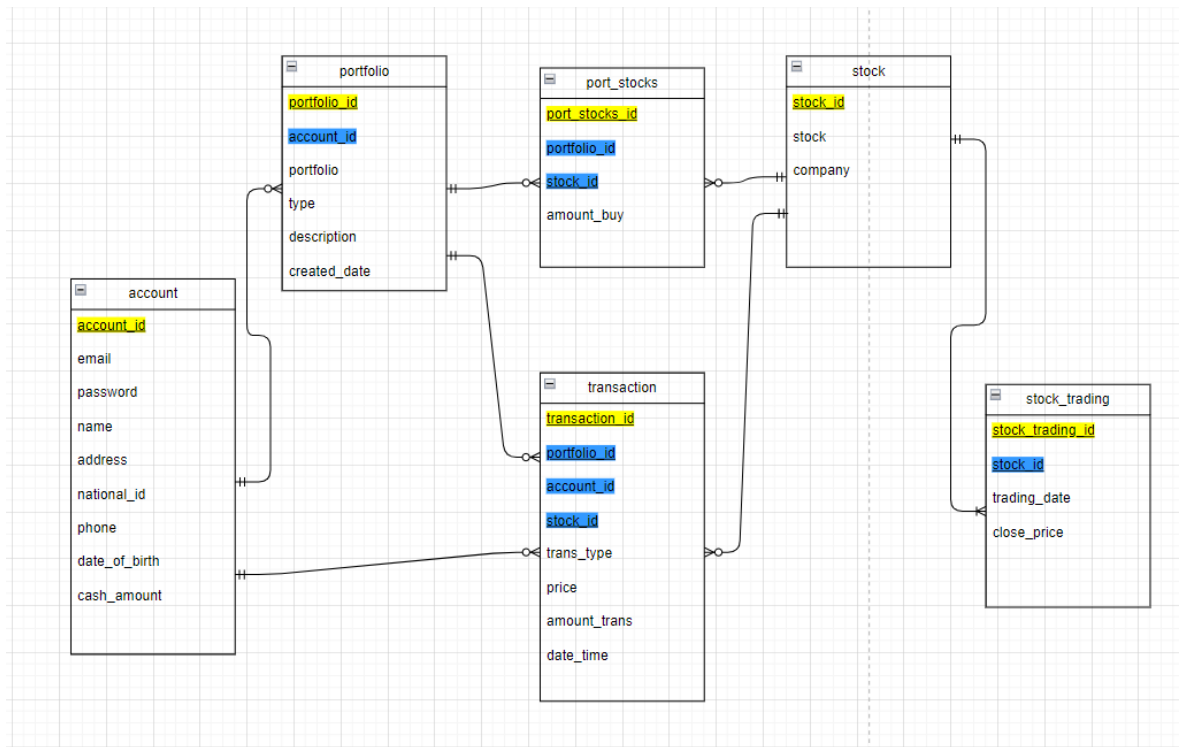 portfolio
portfolio_id
account_id
portfolio
type
description
created_date
port_stocks
port_stocks_id
portfolio_id
stock_id
amount_buy
stock
stock_id
stock
company
account
account_id
email
password
name
address
national_id
phone
date_of_birth
cash_amount
transaction
transaction_id
portfolio_id
account_id
stock_id
trans_type
price
amount_trans
date_time
stock_trading
stock_trading_id
stock_id
trading_date
close_price